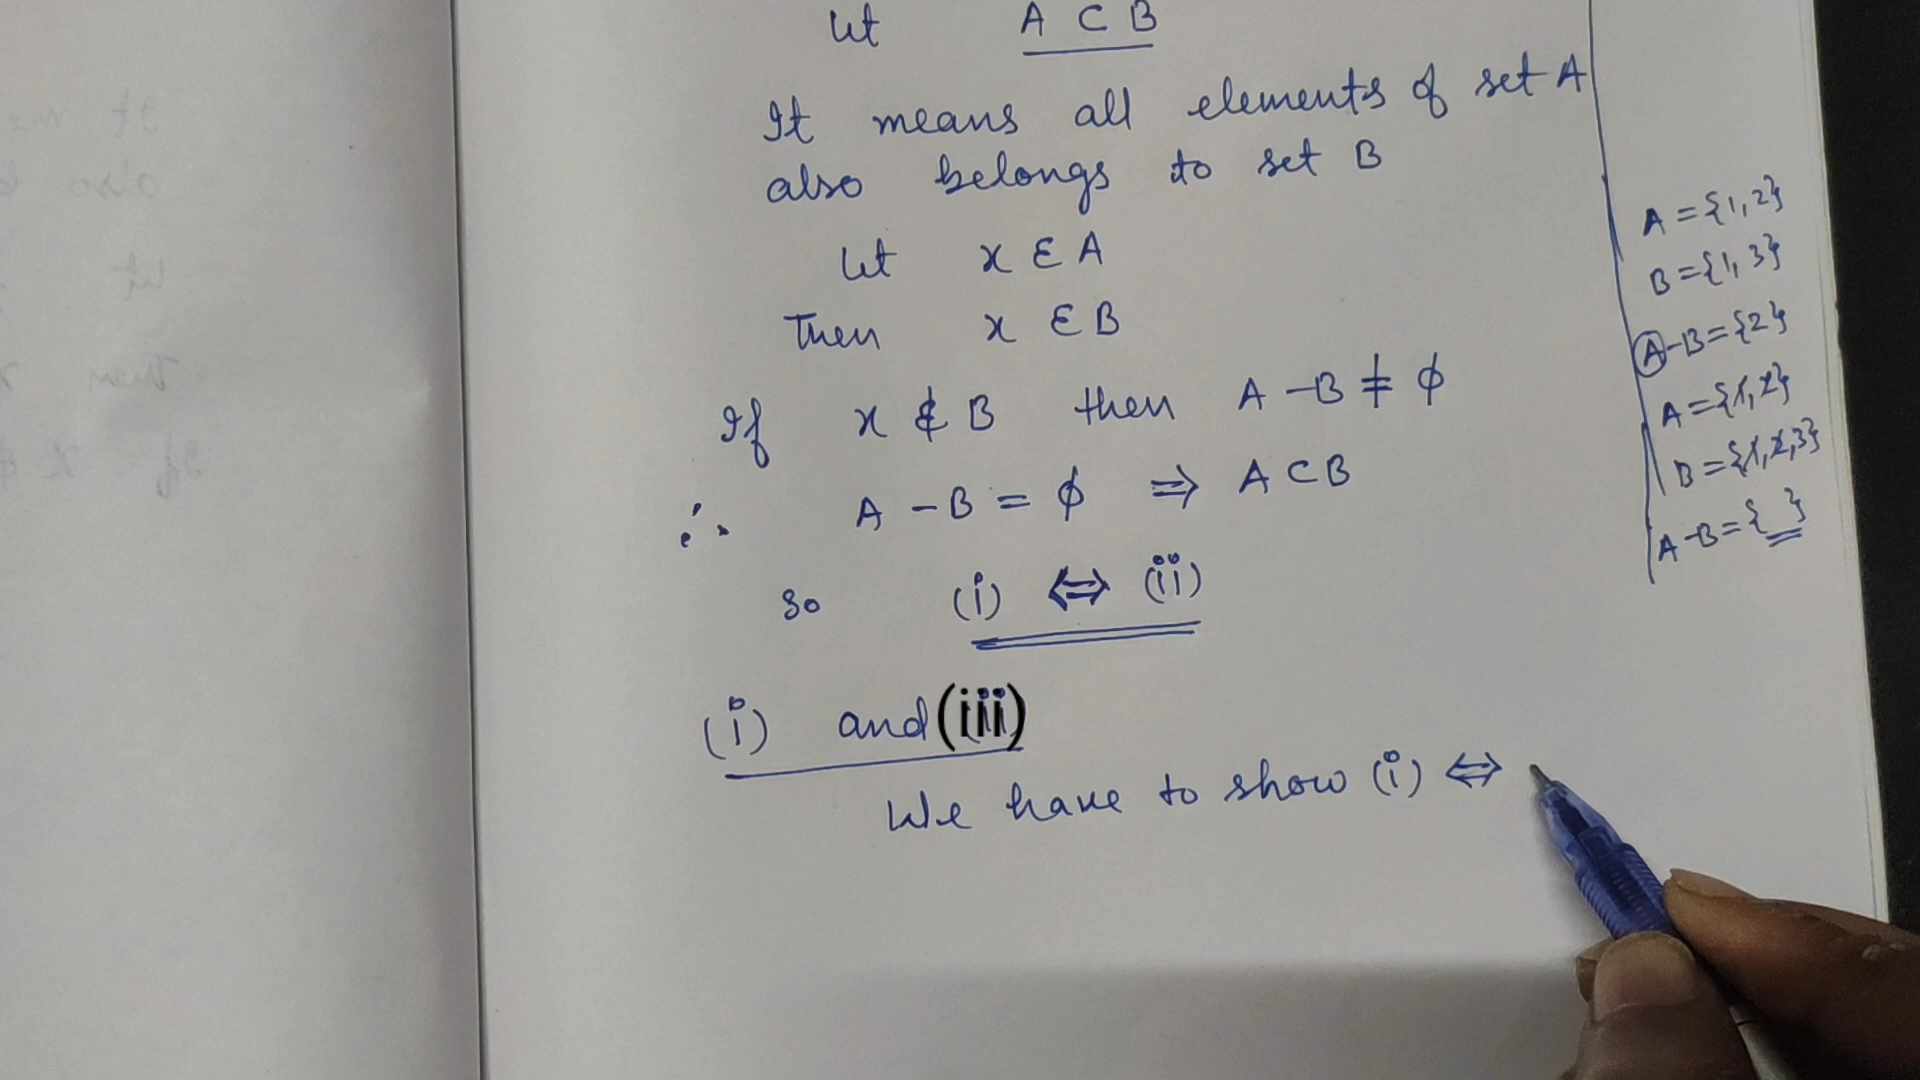 Let A ⊂ B
It means all elements of set A
also belongs to set B
Let x ∈ A
Then x ∈ B
If x ∉ B then A - B ≠ ϕ
∴ A - B = ϕ ⇒ A ⊂ B
So (i) ⇔ (ii)
(i) and (iii)
We have to show (i) ⇔
A = {1, 2}
B = {1, 3}
A - B = {2}
A = {1, 2}
B = {1, 2, 3}
A - B = { }